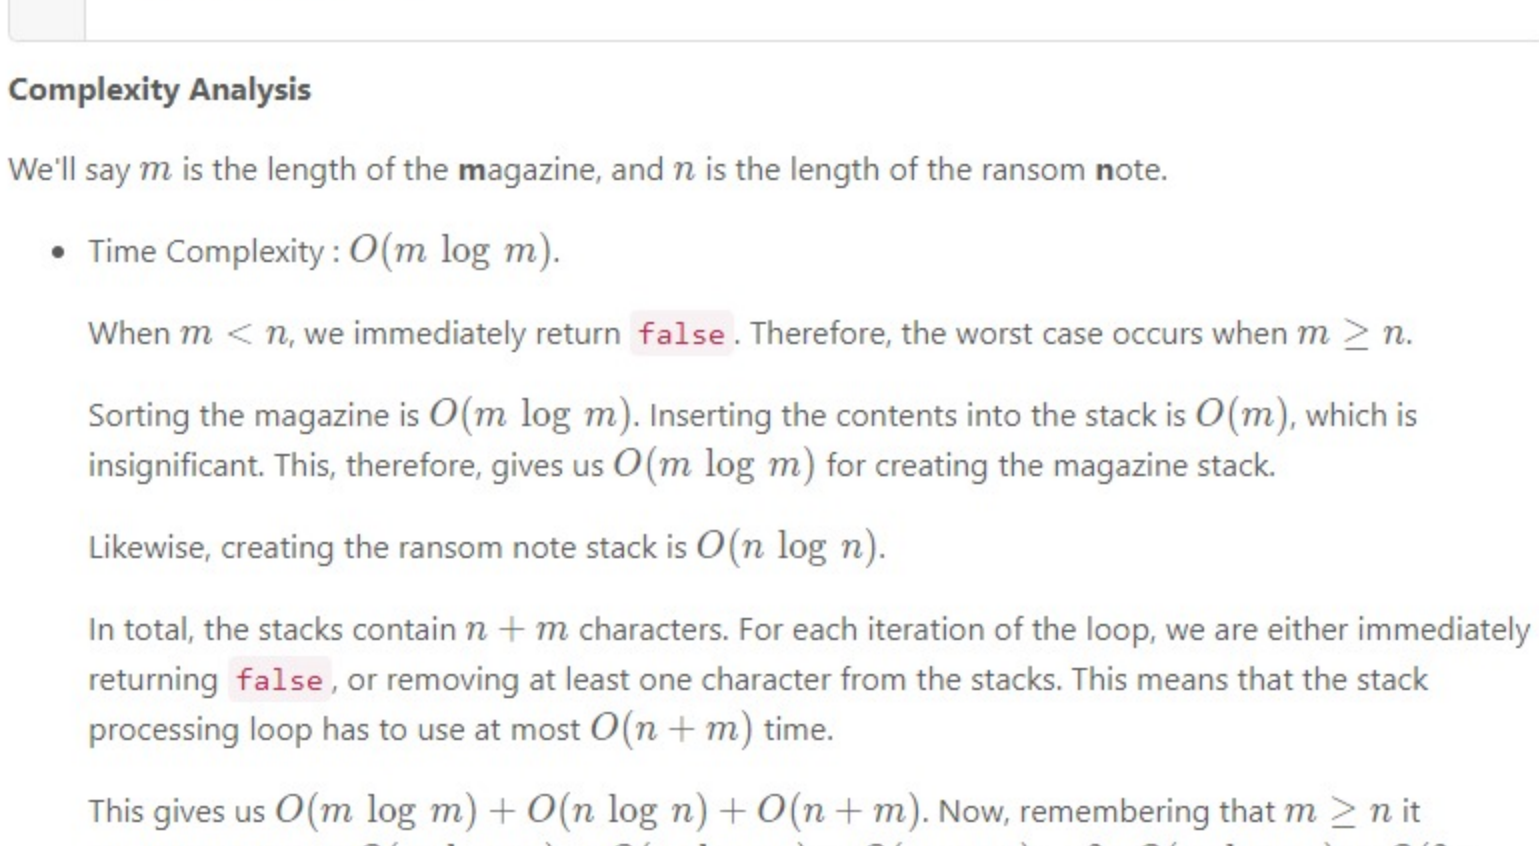 Complexity Analysis
We'll say m is the length of the magazine, and n is the length of the ransom note.
• Time Complexity : O(m log m).
When m < n, we immediately return false. Therefore, the worst case occurs when m ≥ n.
Sorting the magazine is O(m log m). Inserting the contents into the stack is O(m), which is
insignificant. This, therefore, gives us O(m log m) for creating the magazine stack.
Likewise, creating the ransom note stack is O(n log n).
In total, the stacks contain n + m characters. For each iteration of the loop, we are either immediately
returning false, or removing at least one character from the stacks. This means that the stack
processing loop has to use at most O(n + m) time.
This gives us O(m log m) + O(n log n) + O(n + m). Now, remembering that m ≥ n it